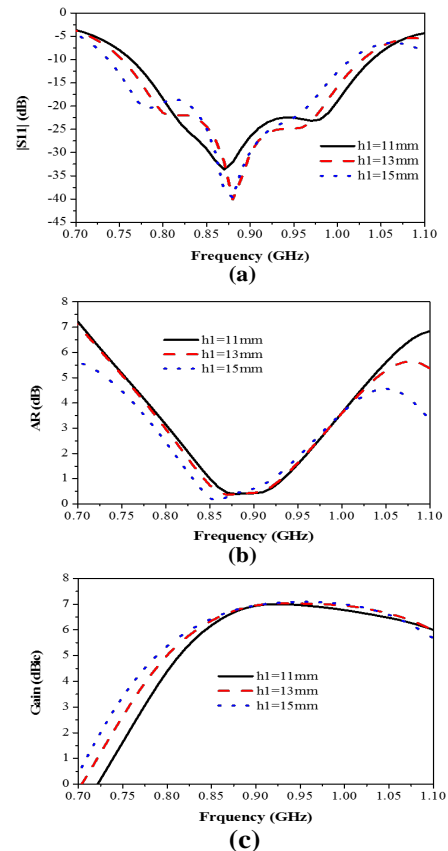 0
-5
-10
-15
-20
-25
-30
-35
-40
-45
|S11| (dB)
h1=11mm
h1=13mm
h1=15mm
0.70 0.75 0.80 0.85 0.90 0.95 1.00 1.05 1.10
Frequency (GHz)
(a)
8
7
6
5
4
3
2
1
0
AR (dB)
h1=11mm
h1=13mm
h1=15mm
0.70 0.75 0.80 0.85 0.90 0.95 1.00 1.05 1.10
Frquency (GHz)
(b)
8
7
6
5
4
3
2
1
0
Gain (dBic)
h1=11mm
h1=13mm
h1=15mm
0.70 0.75 0.80 0.85 0.90 0.95 1.00 1.05 1.10
Frquency (GHz)
(c)